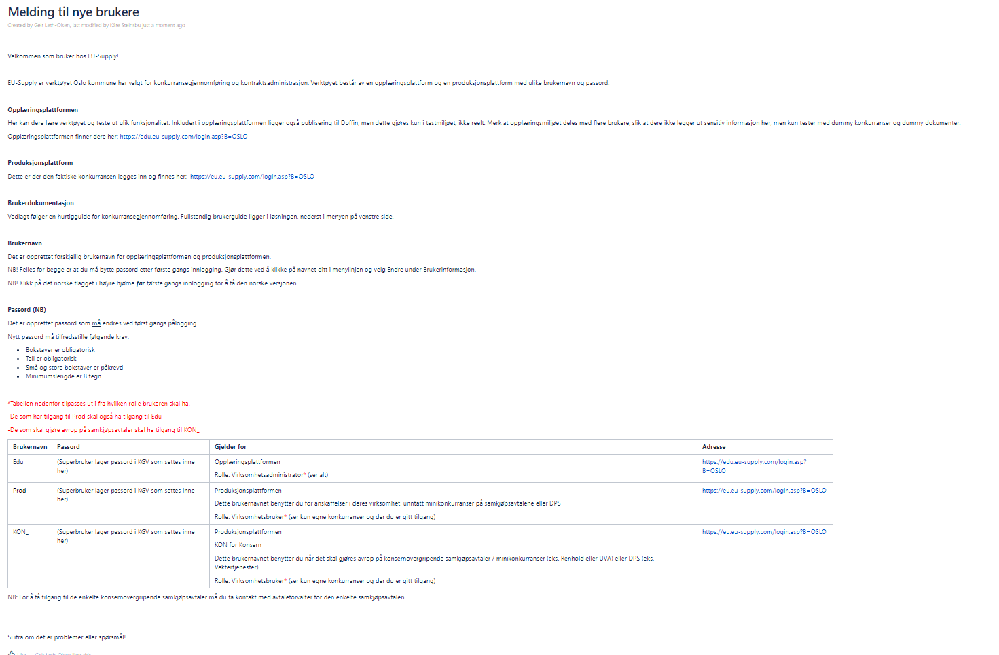 Melding til nye brukere
Created by Geir Leth-Olsen, last modified by Kåre Steinsbu just a moment ago
Velkommen som bruker hos EU-Supply!
EU-Supply er verktøyet Oslo kommune har valgt for konkurransegjennomføring og kontraktsadministrasjon. Verktøyet består av en opplæringsplattform og en produksjonsplattform med ulike brukernavn og passord.
Opplæringsplattformen
Her kan dere lære verktøyet og teste ut ulik funksjonalitet. Inkludert i opplæringsplattformen ligger også publisering til Doffin, men dette gjøres kun i testmiljøet, ikke reelt. Merk at opplæringsmiljøet deles med flere brukere, slik at dere ikke legger ut sensitiv informasjon her, men kun tester med dummy konkurranser og dummy dokumenter.
Opplæringsplattformen finner dere her: https://edu.eu-supply.com/login.asp?B=OSLO
Produksjonsplattform
Dette er der den faktiske konkurransen legges inn og finnes her: https://eu.eu-supply.com/login.asp?B=OSLO
Brukerdokumentasjon
Vedlagt følger en hurtigguide for konkurransegjennomføring. Fullstendig brukerguide ligger i løsningen, nederst i menyen på venstre side.
Brukernavn
Det er opprettet forskjellig brukernavn for opplæringsplattformen og produksjonsplattformen.
NB! Felles for begge er at du må bytte passord etter første gangs innlogging. Gjør dette ved å klikke på navnet ditt i menylinjen og velg Endre under Brukerinformasjon.
NB! Klikk på det norske flagget i høyre hjørne før første gangs innlogging for å få den norske versjonen.
Passord (NB)
Det er opprettet passord som må endres ved først gangs pålogging.
Nytt passord må tilfredsstille følgende krav:
• Bokstaver er obligatorisk
• Tall er obligatorisk
• Små og store bokstaver er påkrevd
• Minimumslengde er 8 tegn
*Tabellen nedenfor tilpasses ut i fra hvilken rolle brukeren skal ha.
-De som har tilgang til Prod skal også ha tilgang til Edu
-De som skal gjøre avrop på samkjøpsavtaler skal ha tilgang til KON_
Brukernavn Passord Gjelder for Adresse
Edu (Superbruker lager passord i KGV som settes inne her) Opplæringsplattformen https://edu.eu-supply.com/login.asp?
B=OSLO
Rolle: Virksomhetsadministrator* (ser alt)
Prod (Superbruker lager passord i KGV som settes inne her) Produksjonsplattformen https://eu.eu-supply.com/login.asp?B=OSLO
Dette brukernavnet benytter du for anskaffelser i deres virksomhet, unntatt minikonkurranser på samkjøpsavtalene eller DPS
Rolle: Virksomhetsbruker* (ser kun egne konkurranser og der du er gitt tilgang)
KON_ (Superbruker lager passord i KGV som settes inne her) Produksjonsplattformen https://eu.eu-supply.com/login.asp?B=OSLO
KON for Konsern
Dette brukernavnet benytter du når det skal gjøres avrop på konsernovergripende samkjøpsavtaler / minikonkurranser (eks. Renhold eller UVA) eller DPS (eks.
Vektertjenester).
Rolle: Virksomhetsbruker* (ser kun egne konkurranser og der du er gitt tilgang)
NB: For å få tilgang til de enkelte konsernovergripende samkjøpsavtaler må du ta kontakt med avtaleforvalter for den enkelte samkjøpsavtalen.
Si ifra om det er problemer eller spørsmål!